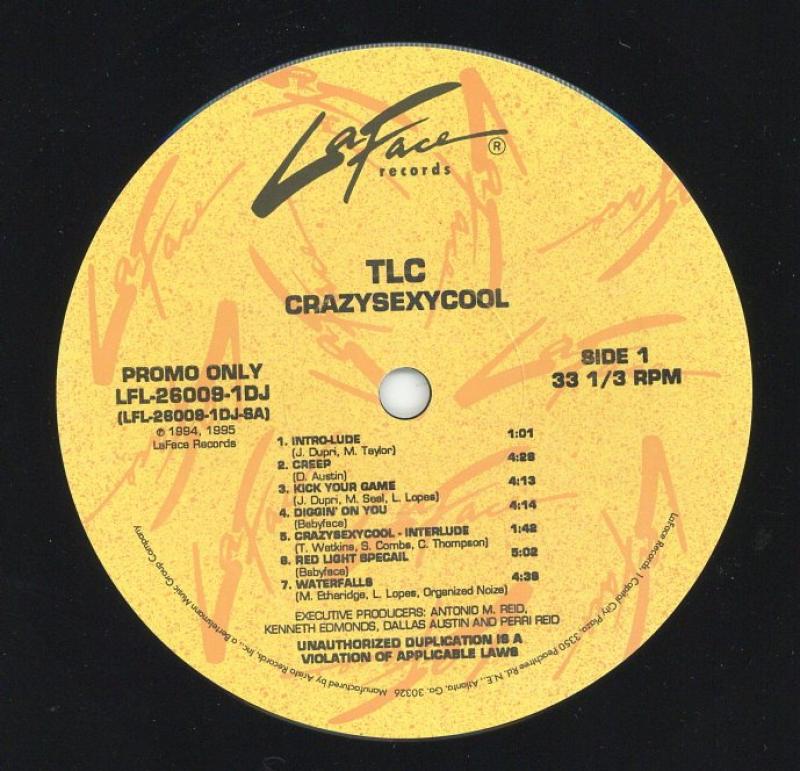 LaFace ®
records
TLC
CRAZYSEXYCOOL
PROMO ONLY
LFL-26009-1DJ
(LFL-26009-1DJ-SA)
℗ 1994, 1995
LaFace Records
SIDE 1
33 1/3 RPM
1. INTRO-LUDE 1:01
(J. Dupri, M. Taylor)
2. CREEP 4:28
(D. Austin)
3. KICK YOUR GAME 4:13
(J. Dupri, M. Seal, L. Lopes)
4. DIGGIN' ON YOU 4:14
(Babyface)
5. CRAZYSEXYCOOL - INTERLUDE 1:42
(T. Watkins, S. Combs, C. Thompson)
6. RED LIGHT SPECAIL 5:02
(Babyface)
7. WATERFALLS 4:38
(M. Etharidge, L. Lopes, Organized Noize)
EXECUTIVE PRODUCERS: ANTONIO M. REID,
KENNETH EDMONDS, DALLAS AUSTIN AND PERRI REID
UNAUTHORIZED DUPLICATION IS A
VIOLATION OF APPLICABLE LAWS
LaFace Records, 1 Capital City Plaza, 3350 Peachtree Rd. N.E., Atlanta, Ga. 30326 Manufactured by Arista Records, Inc., a Bertelsmann Music Group Company